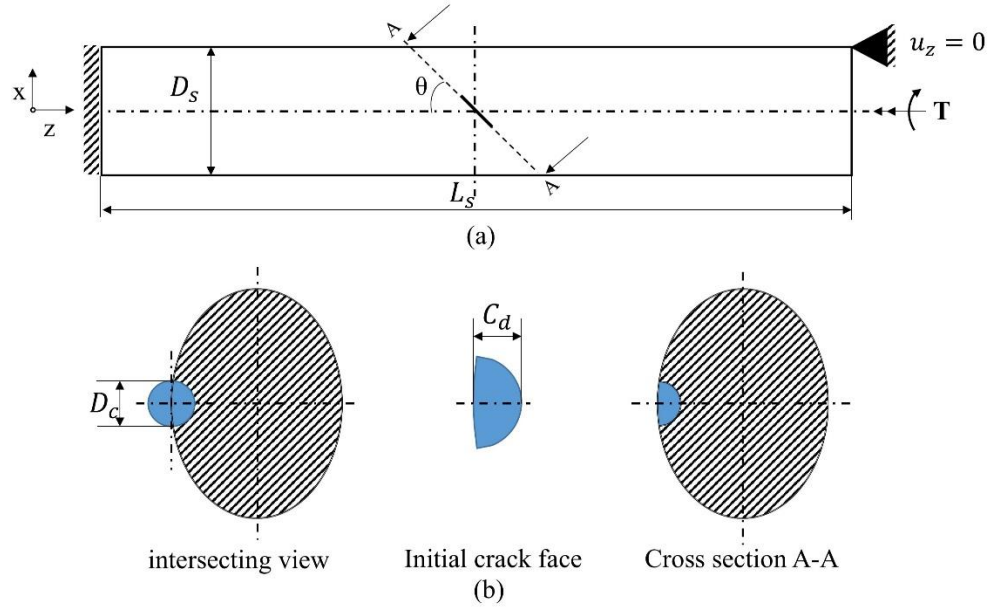 A
x
z
D_s
θ
u_z = 0
T
A
L_s
(a)
D_c
C_d
intersecting view
Initial crack face
Cross section A-A
(b)